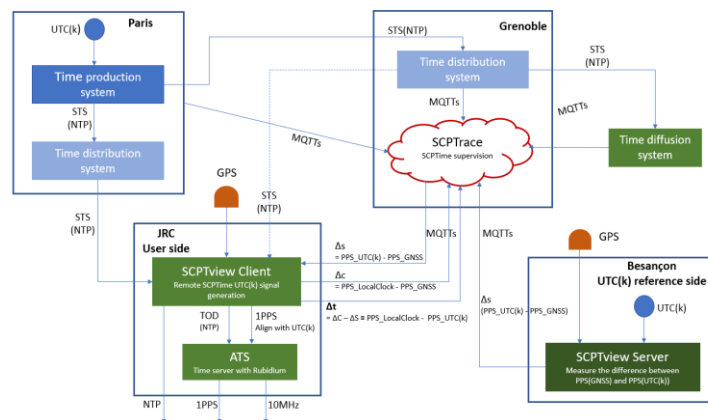 Paris
UTC(k)
Time production
system
STS
(NTP)
Time distribution
system
STS
(NTP)
STS(NTP)
MQTTs
Grenoble
Time distribution
system
MQTTs
SCPTrace
SCPTime supervision
STS
(NTP)
MQTTs
Time diffusion
system
GPS
STS
(NTP)
JRC
User side
SCPTview Client
Remote SCPTime UTC(k) signal
generation
TOD
(NTP)
1PPS
Align with UTC(k)
ATS
Time server with Rubidium
NTP
1PPS
10MHz
Δs
= PPS_UTC(k) - PPS_GNSS
Δc
= PPS_LocalClock - PPS_GNSS
Δt
= ΔC – ΔS = PPS_LocalClock - PPS_UTC(k)
MQTTs
MQTTs
Δs
(PPS_UTC(k) - PPS_GNSS)
GPS
Besançon
UTC(k) reference side
UTC(k)
SCPTview Server
Measure the difference between
PPS(GNSS) and PPS(UTC(k))